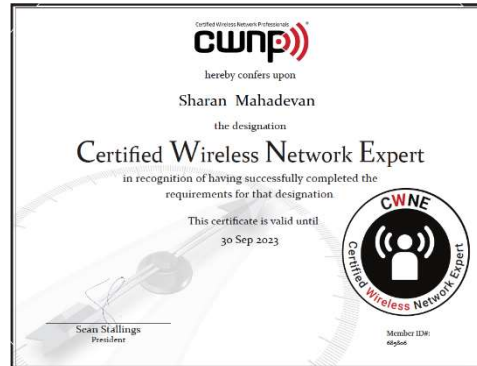 Certified Wireless Network Professionals
CWNP
hereby confers upon
Sharan Mahadevan
the designation
Certified Wireless Network Expert
in recognition of having successfully completed the
requirements for that designation
This certificate is valid until
30 Sep 2023
CWNE
Certified Wireless Network Expert
Sean Stallings
President
Member ID#: